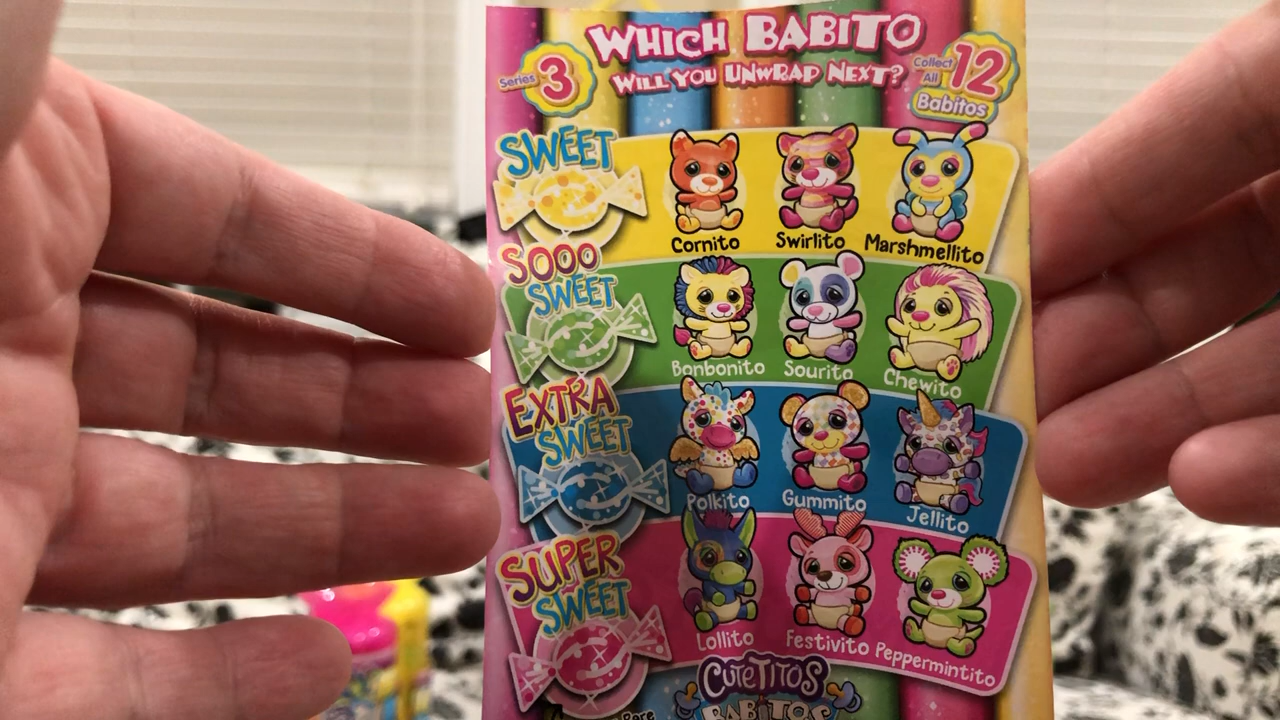 WHICH BABITO
WILL YOU UNWRAP NEXT?
Series 3
Collect All 12 Babitos
SWEET
Cornito Swirlito Marshmellito
SOOO SWEET
Bonbonito Sourito Chewito
EXTRA SWEET
Polkito Gummito Jellito
SUPER SWEET
Lollito Festivito Peppermintito
CUTETITOS
BABITOS
Rare